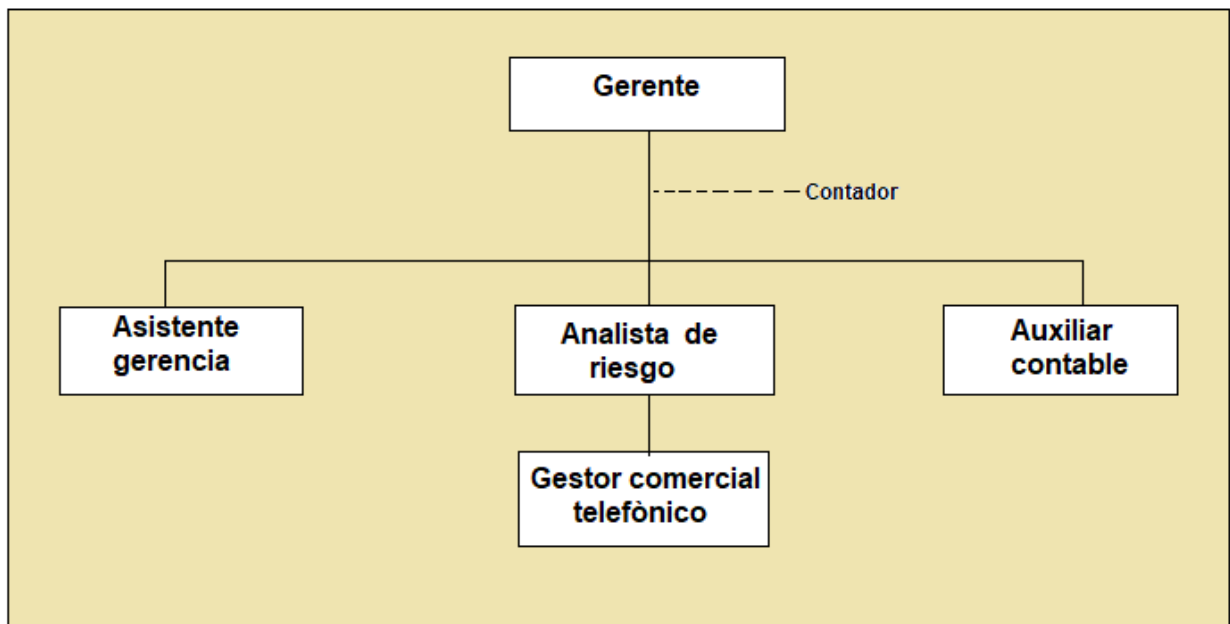 Gerente
Contador
Asistente
gerencia
Analista de
riesgo
Auxiliar
contable
Gestor comercial
telefònico